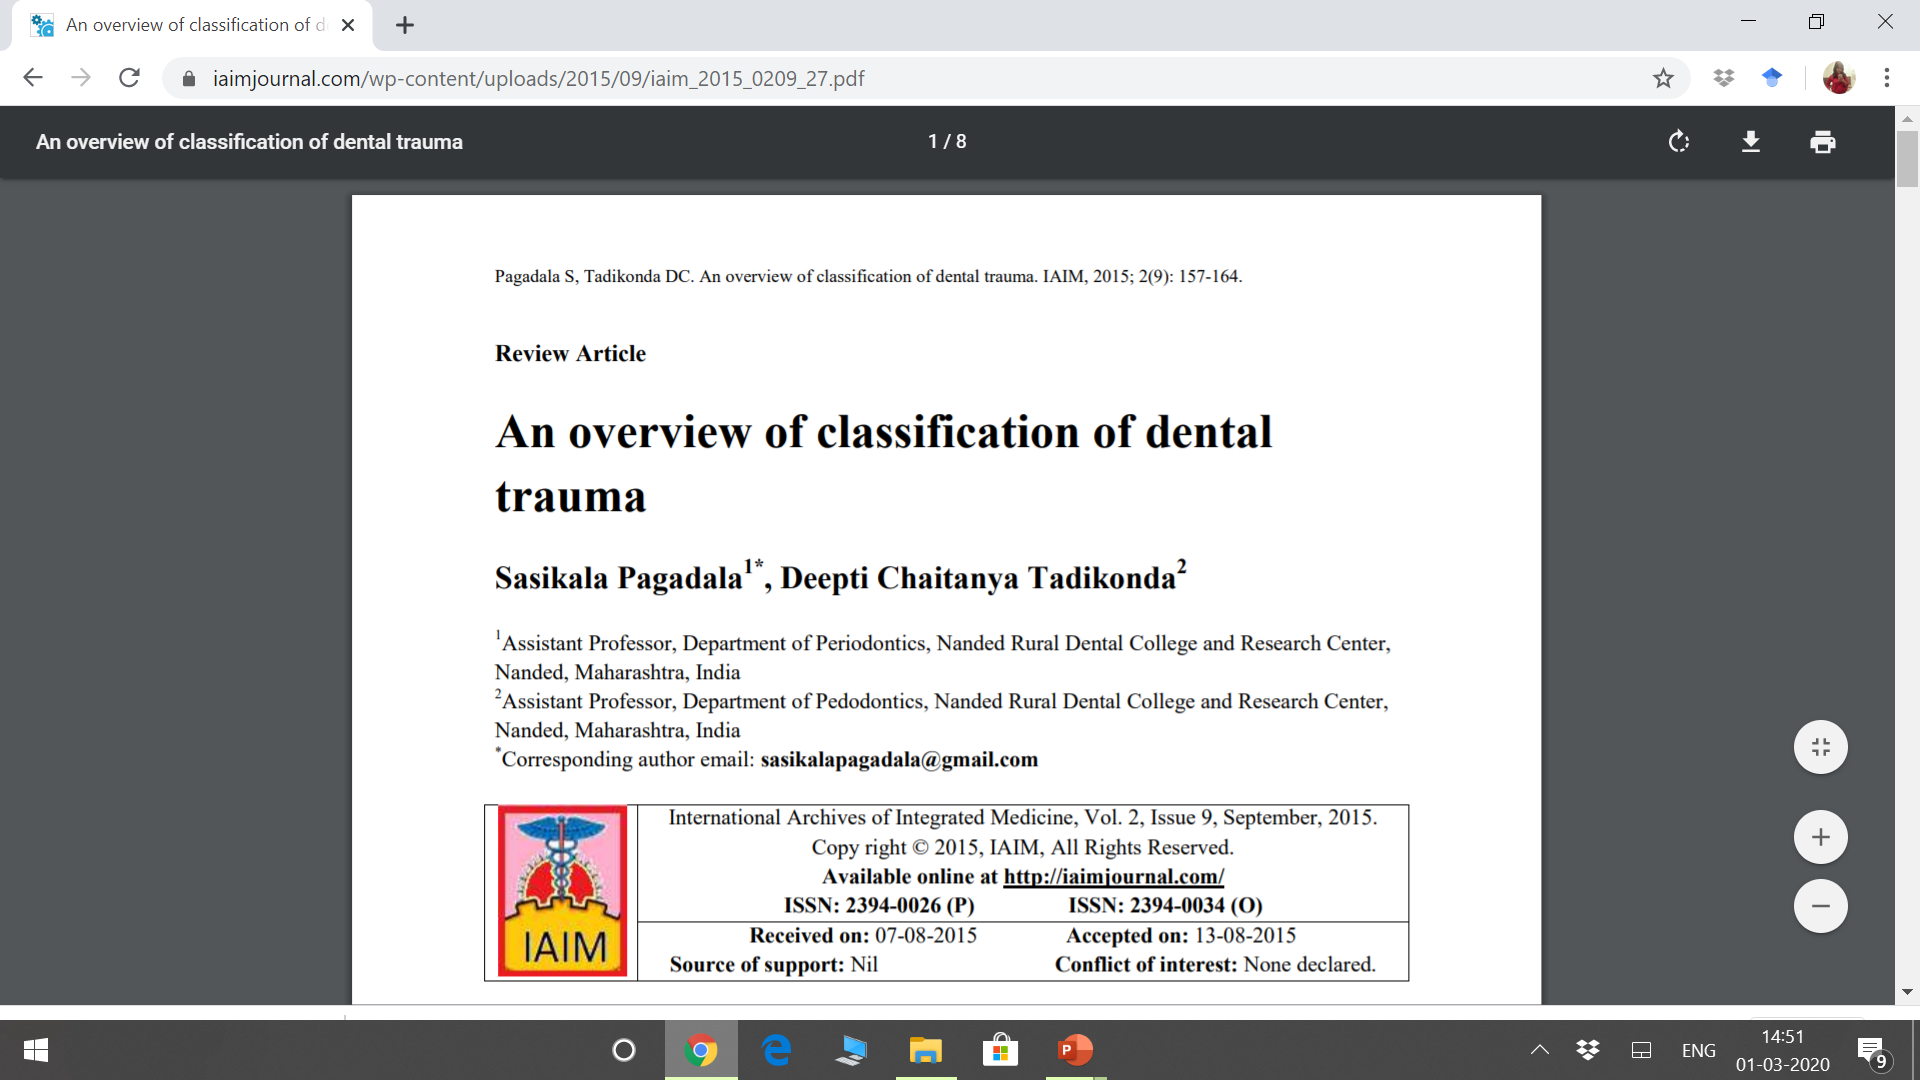 An overview of classification of d
iaimjournal.com/wp-content/uploads/2015/09/iaim_2015_0209_27.pdf
An overview of classification of dental trauma
1 / 8
Pagadala S, Tadikonda DC. An overview of classification of dental trauma. IAIM, 2015; 2(9): 157-164.
Review Article
An overview of classification of dental
trauma
Sasikala Pagadala1*, Deepti Chaitanya Tadikonda2
1Assistant Professor, Department of Periodontics, Nanded Rural Dental College and Research Center,
Nanded, Maharashtra, India
2Assistant Professor, Department of Pedodontics, Nanded Rural Dental College and Research Center,
Nanded, Maharashtra, India
*Corresponding author email: sasikalapagadala@gmail.com
International Archives of Integrated Medicine, Vol. 2, Issue 9, September, 2015.
Copy right © 2015, IAIM, All Rights Reserved.
Available online at http://iaimjournal.com/
ISSN: 2394-0026 (P) ISSN: 2394-0034 (O)
IAIM
Received on: 07-08-2015 Accepted on: 13-08-2015
Source of support: Nil Conflict of interest: None declared.
P
ENG
14:51
01-03-2020
9